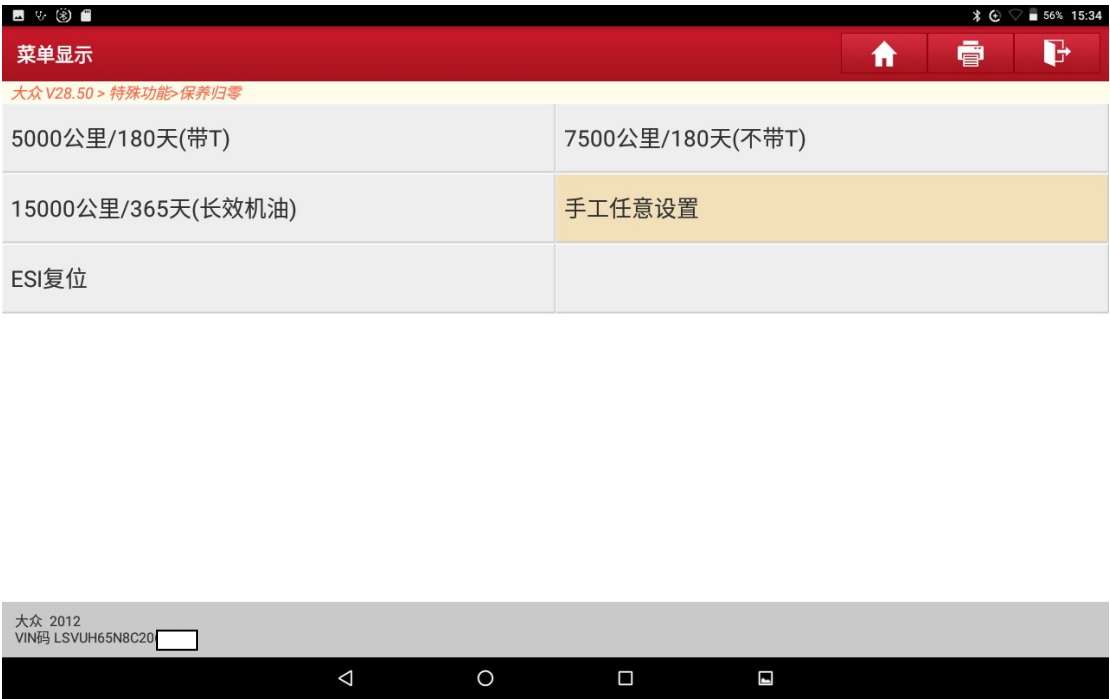 56% 15:34
菜单显示
大众 V28.50 > 特殊功能>保养归零
5000公里/180天(带T)
7500公里/180天(不带T)
15000公里/365天(长效机油)
手工任意设置
ESI复位
大众 2012
VIN码 LSVUH65N8C20